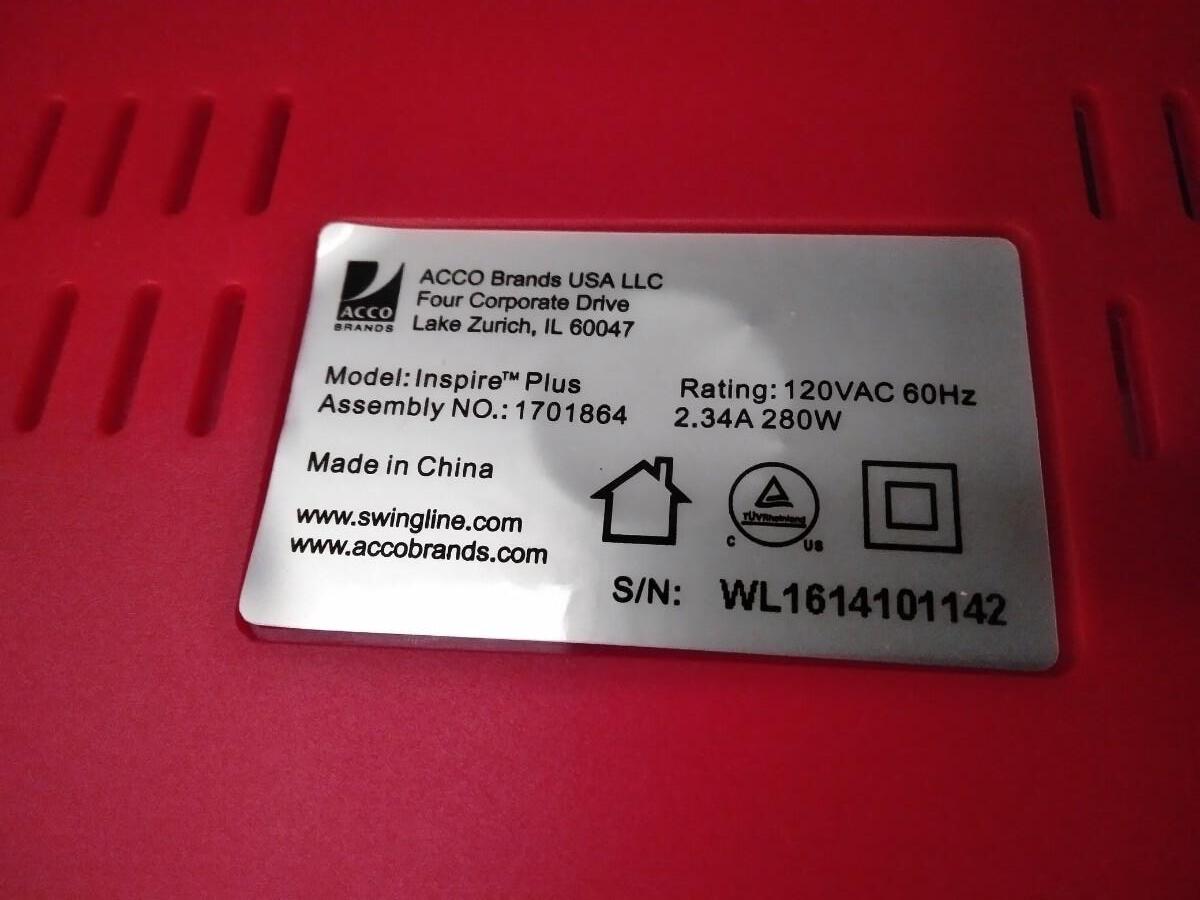 ACCO
BRANDS
ACCO Brands USA LLC
Four Corporate Drive
Lake Zurich, IL 60047
Model: Inspire™ Plus
Assembly NO.: 1701864
Rating: 120VAC 60Hz
2.34A 280W
Made in China
www.swingline.com
www.accobrands.com
TÜVRheinland
C US
S/N: WL1614101142